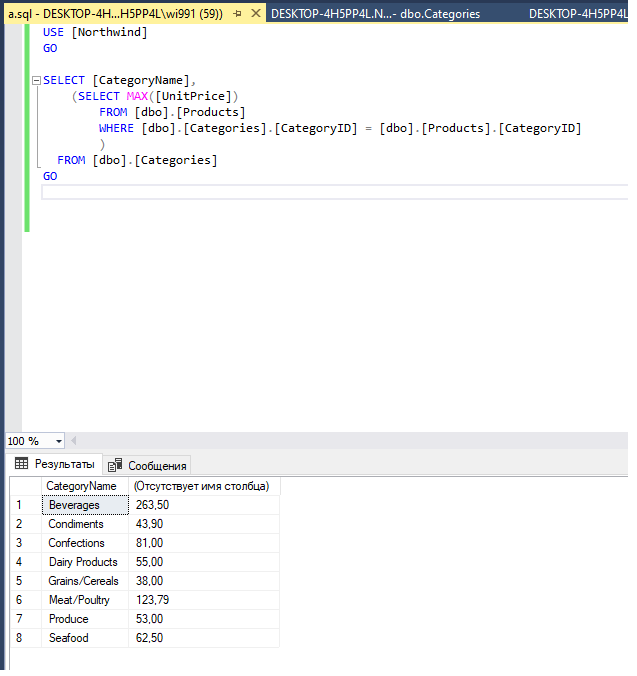 a.sql - DESKTOP-4H...H5PP4L\wi991 (59)) DESKTOP-4H5PP4L.N...- dbo.Categories DESKTOP-4H5PP4L
USE [Northwind]
GO
SELECT [CategoryName],
(SELECT MAX([UnitPrice])
FROM [dbo].[Products]
WHERE [dbo].[Categories].[CategoryID] = [dbo].[Products].[CategoryID]
)
FROM [dbo].[Categories]
GO
100 %
Результаты Сообщения
CategoryName (Отсутствует имя столбца)
1 Beverages 263,50
2 Condiments 43,90
3 Confections 81,00
4 Dairy Products 55,00
5 Grains/Cereals 38,00
6 Meat/Poultry 123,79
7 Produce 53,00
8 Seafood 62,50